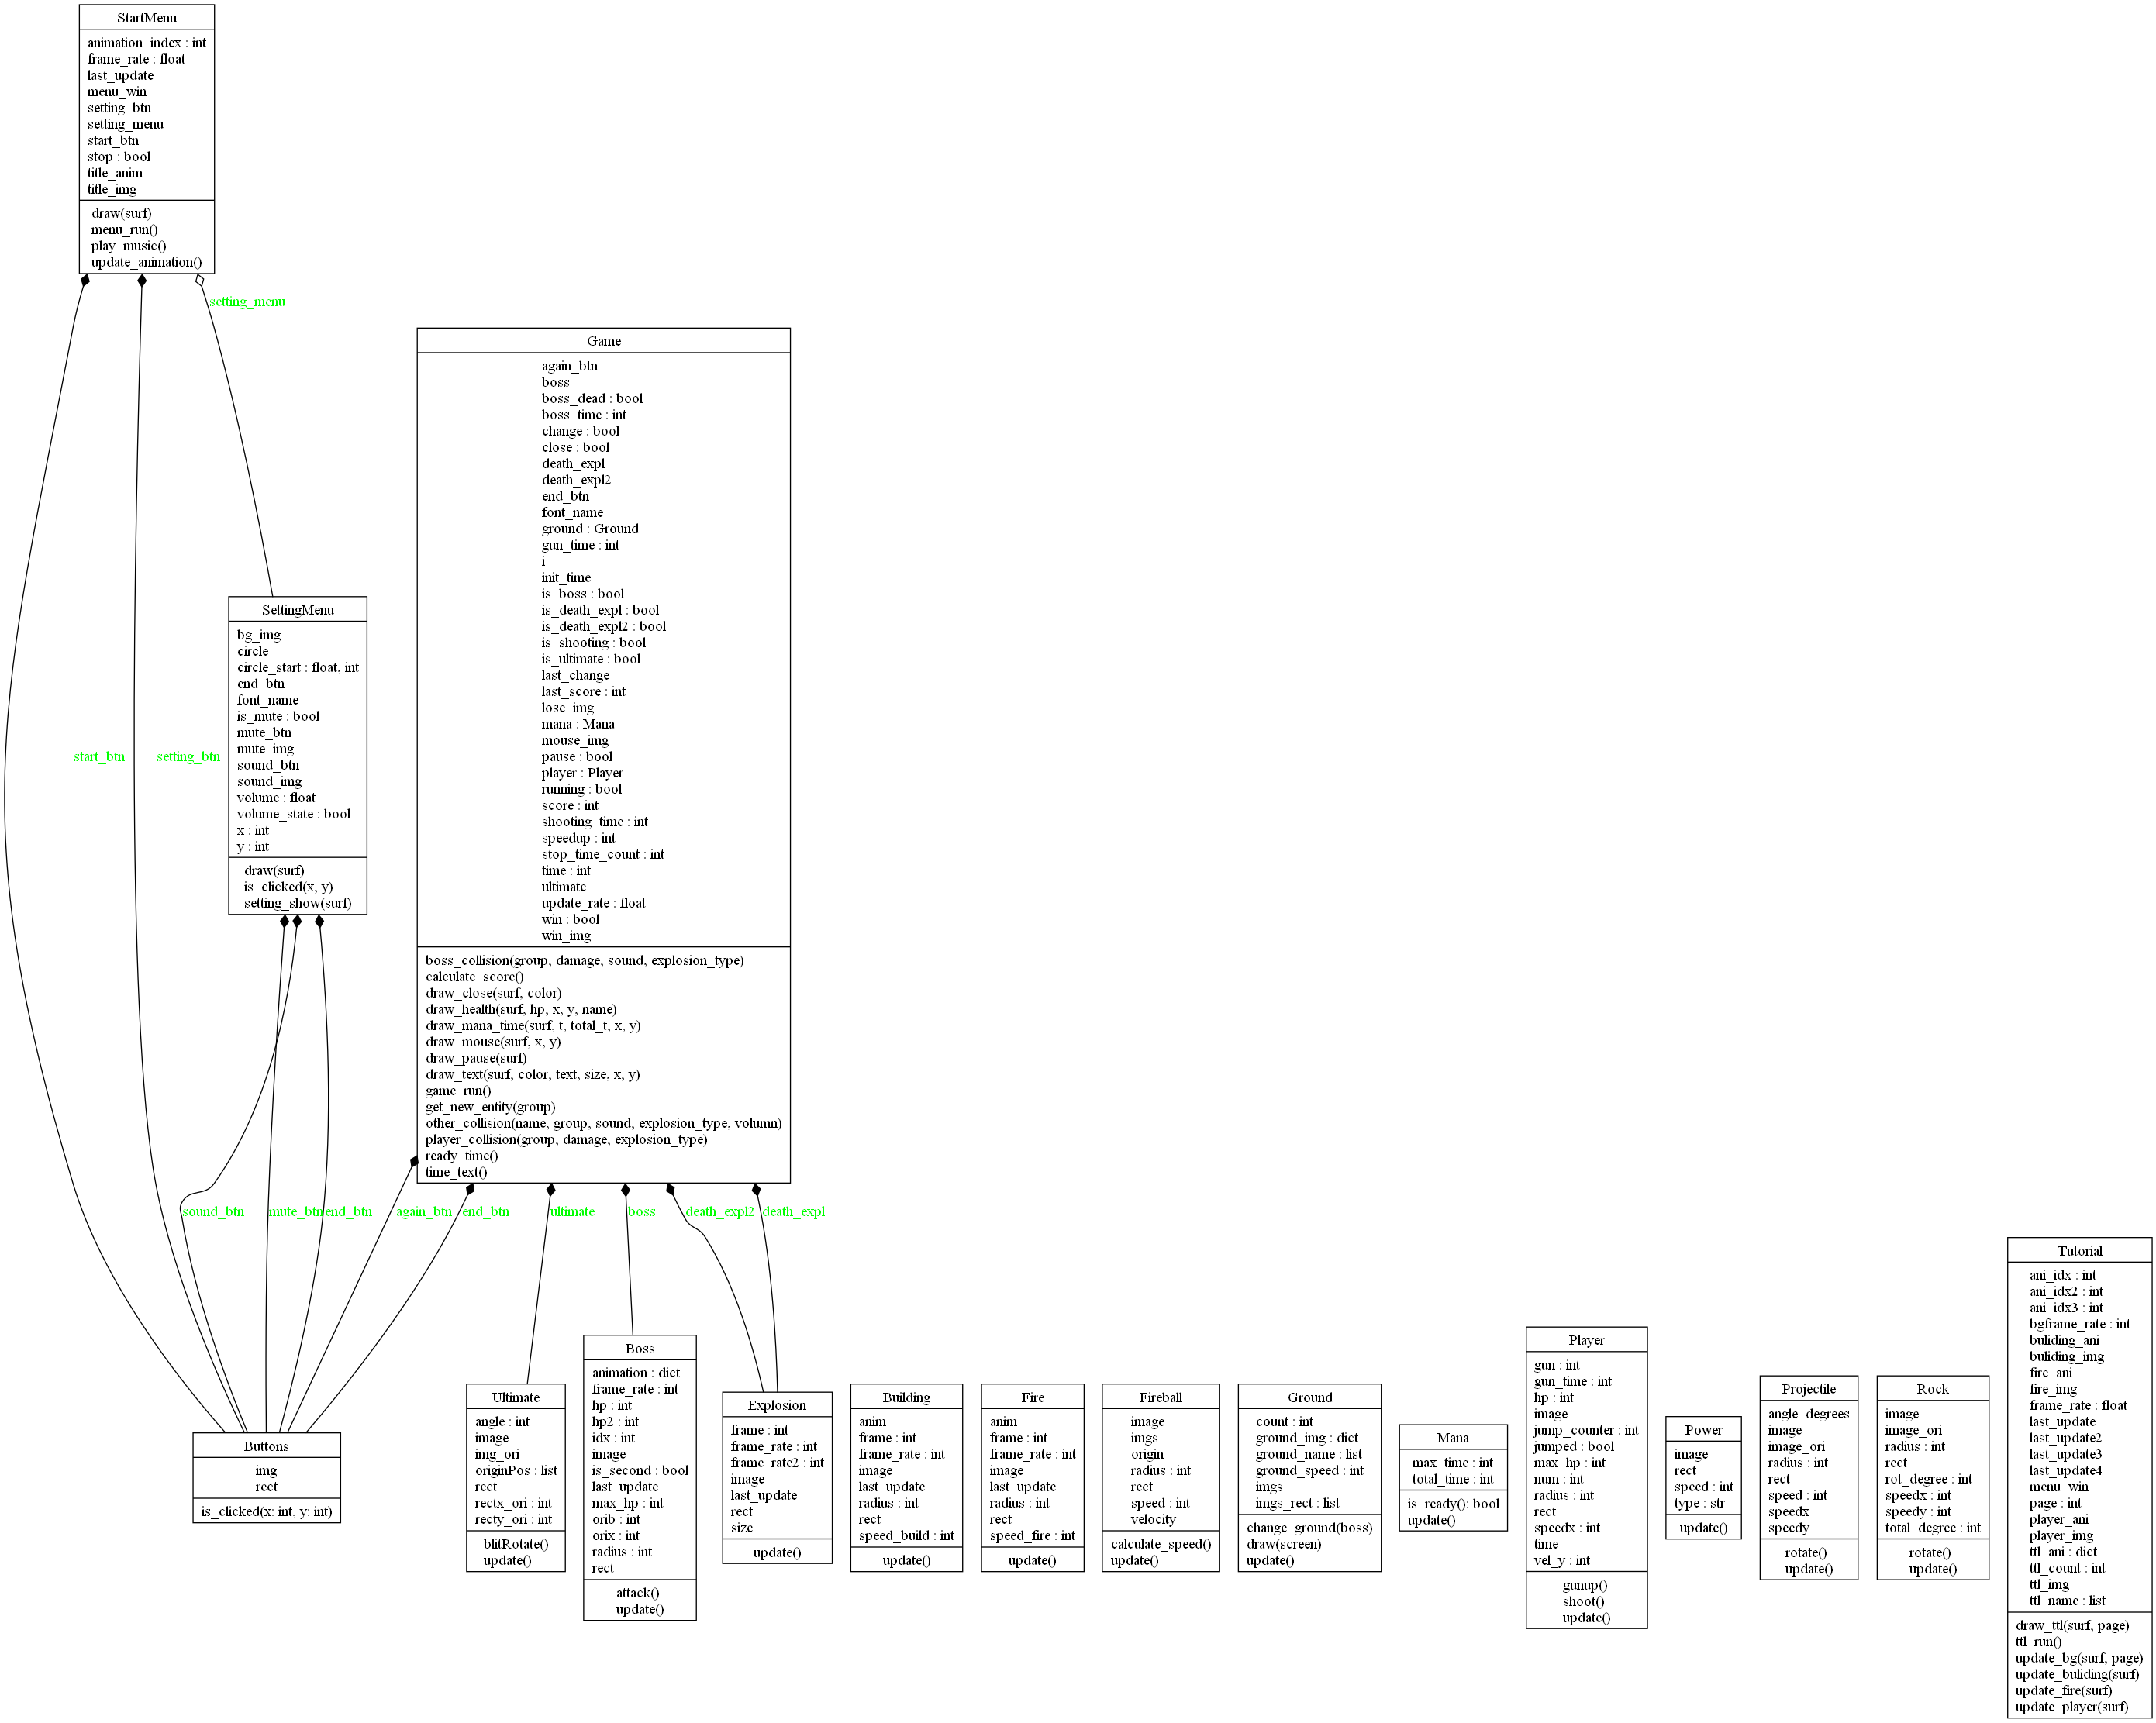 StartMenu
animation_index : int
frame_rate : float
last_update
menu_win
setting_btn
setting_menu
start_btn
stop : bool
title_anim
title_img
draw(surf)
menu_run()
play_music()
update_animation()
setting_menu
Game
again_btn
boss
boss_dead : bool
boss_time : int
change : bool
close : bool
death_expl
death_expl2
end_btn
font_name
ground : Ground
gun_time : int
i
init_time
is_boss : bool
is_death_expl : bool
is_death_expl2 : bool
is_shooting : bool
is_ultimate : bool
last_change
last_score : int
lose_img
mana : Mana
mouse_img
pause : bool
player : Player
running : bool
score : int
shooting_time : int
speedup : int
stop_time_count : int
time : int
ultimate
update_rate : float
win : bool
win_img
boss_collision(group, damage, sound, explosion_type)
calculate_score()
draw_close(surf, color)
draw_health(surf, hp, x, y, name)
draw_mana_time(surf, t, total_t, x, y)
draw_mouse(surf, x, y)
draw_pause(surf)
draw_text(surf, color, text, size, x, y)
game_run()
get_new_entity(group)
other_collision(name, group, sound, explosion_type, volumn)
player_collision(group, damage, explosion_type)
ready_time()
time_text()
SettingMenu
bg_img
circle
circle_start : float, int
end_btn
font_name
is_mute : bool
mute_btn
mute_img
sound_btn
sound_img
volume : float
volume_state : bool
x : int
y : int
draw(surf)
is_clicked(x, y)
setting_show(surf)
start_btn
setting_btn
sound_btn
mute_btn
end_btn
again_btn
end_btn
ultimate
boss
death_expl2
death_expl
Buttons
img
rect
is_clicked(x: int, y: int)
Ultimate
angle : int
image
img_ori
originPos : list
rect
rectx_ori : int
recty_ori : int
blitRotate()
update()
Boss
animation : dict
frame_rate : int
hp : int
hp2 : int
idx : int
image
is_second : bool
last_update
max_hp : int
orib : int
orix : int
radius : int
rect
attack()
update()
Explosion
frame : int
frame_rate : int
frame_rate2 : int
image
last_update
rect
size
update()
Building
anim
frame : int
frame_rate : int
image
last_update
radius : int
rect
speed_build : int
update()
Fire
anim
frame : int
frame_rate : int
image
last_update
radius : int
rect
speed_fire : int
update()
Fireball
image
imgs
origin
radius : int
rect
speed : int
velocity
calculate_speed()
update()
Ground
count : int
ground_img : dict
ground_name : list
ground_speed : int
imgs
imgs_rect : list
change_ground(boss)
draw(screen)
update()
Mana
max_time : int
total_time : int
is_ready(): bool
update()
Player
gun : int
gun_time : int
hp : int
image
jump_counter : int
jumped : bool
max_hp : int
num : int
radius : int
rect
speedx : int
time
vel_y : int
gunup()
shoot()
update()
Power
image
rect
speed : int
type : str
update()
Projectile
angle_degrees
image
image_ori
radius : int
rect
speed : int
speedx
speedy
rotate()
update()
Rock
image
image_ori
radius : int
rect
rot_degree : int
speedx : int
speedy : int
total_degree : int
rotate()
update()
Tutorial
ani_idx : int
ani_idx2 : int
ani_idx3 : int
bgframe_rate : int
buliding_ani
buliding_img
fire_ani
fire_img
frame_rate : float
last_update
last_update2
last_update3
last_update4
menu_win
page : int
player_ani
player_img
ttl_ani : dict
ttl_count : int
ttl_img
ttl_name : list
draw_ttl(surf, page)
ttl_run()
update_bg(surf, page)
update_buliding(surf)
update_fire(surf)
update_player(surf)